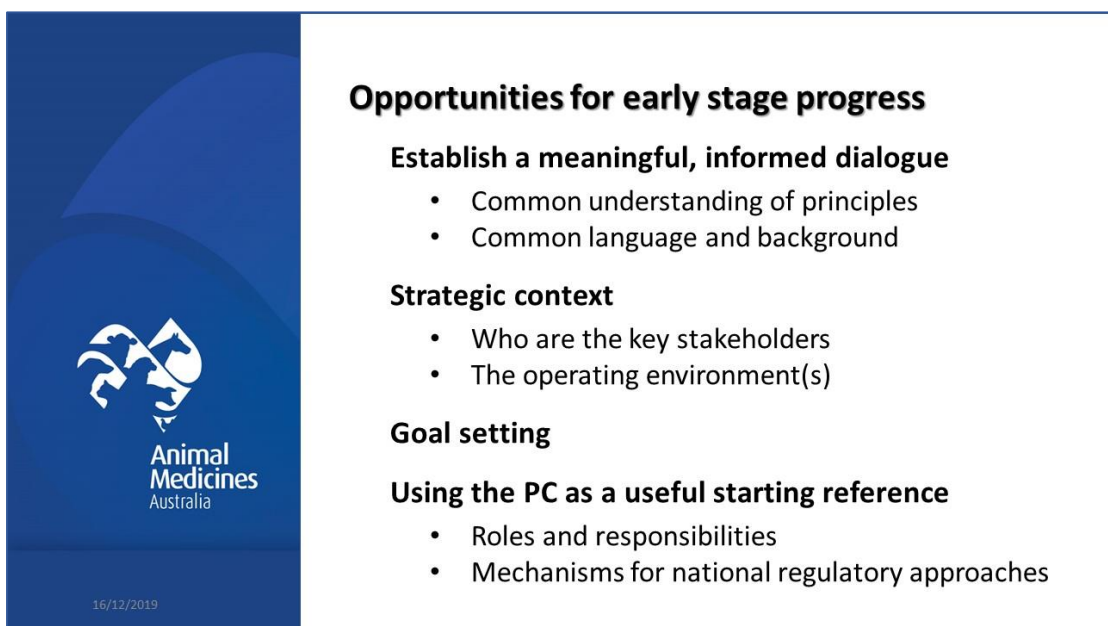 Opportunities for early stage progress
Establish a meaningful, informed dialogue
• Common understanding of principles
• Common language and background
Strategic context
• Who are the key stakeholders
• The operating environment(s)
Goal setting
Using the PC as a useful starting reference
• Roles and responsibilities
• Mechanisms for national regulatory approaches
Animal
Medicines
Australia
16/12/2019